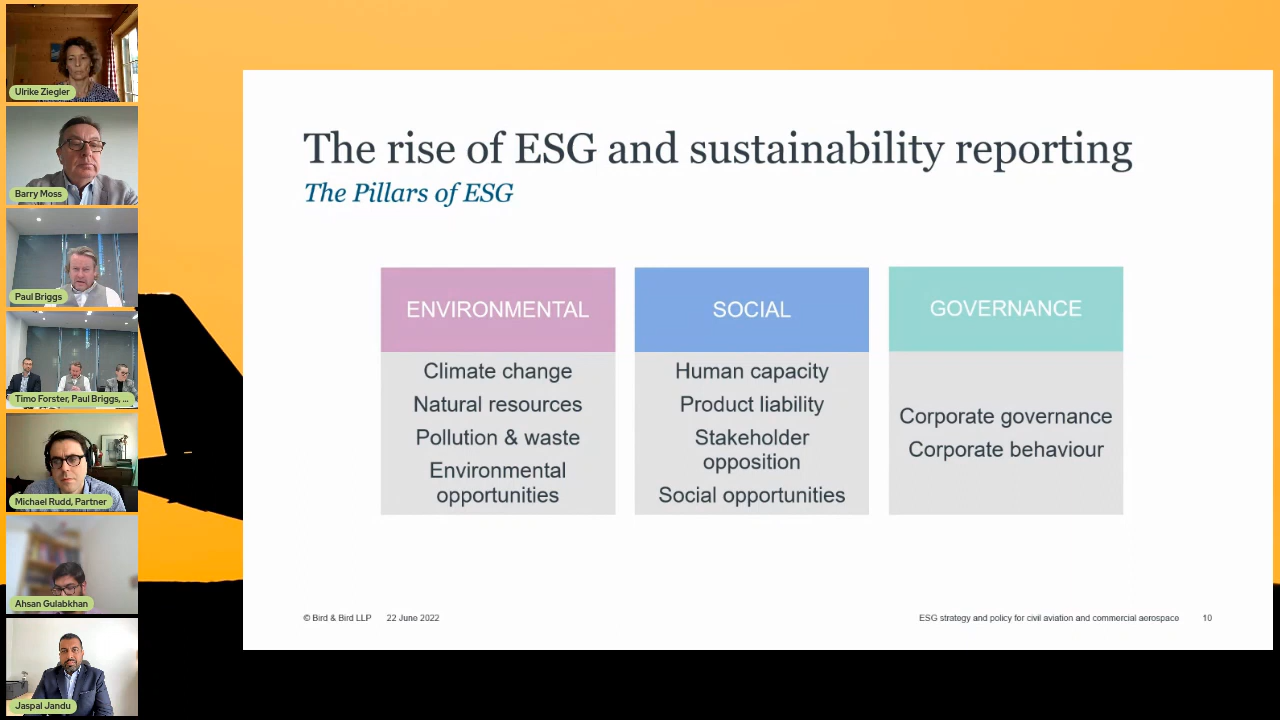 Ulrike Ziegler
Barry Moss
Paul Briggs
Timo Forster, Paul Briggs, ...
Michael Rudd, Partner
Ahsan Gulabkhan
Jaspal Jandu
The rise of ESG and sustainability reporting
The Pillars of ESG
ENVIRONMENTAL
Climate change
Natural resources
Pollution & waste
Environmental
opportunities
SOCIAL
Human capacity
Product liability
Stakeholder
opposition
Social opportunities
GOVERNANCE
Corporate governance
Corporate behaviour
© Bird & Bird LLP 22 June 2022
ESG strategy and policy for civil aviation and commercial aerospace 10